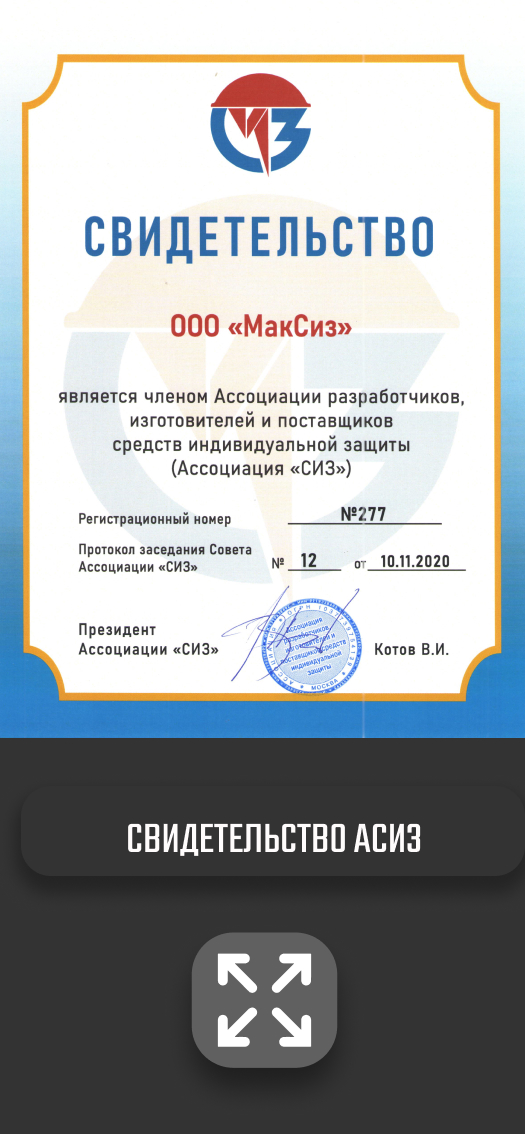 СИЗ
СВИДЕТЕЛЬСТВО
ООО «МакСиз»
является членом Ассоциации разработчиков,
изготовителей и поставщиков
средств индивидуальной защиты
(Ассоциация «СИЗ»)
Регистрационный номер №277
Протокол заседания Совета
Ассоциации «СИЗ» № 12 от 10.11.2020
Президент
Ассоциации «СИЗ» Котов В.И.
Ассоциация
разработчиков
изготовителей и
поставщиков средств
индивидуальной
защиты
МОСКВА
СВИДЕТЕЛЬСТВО АСИЗ